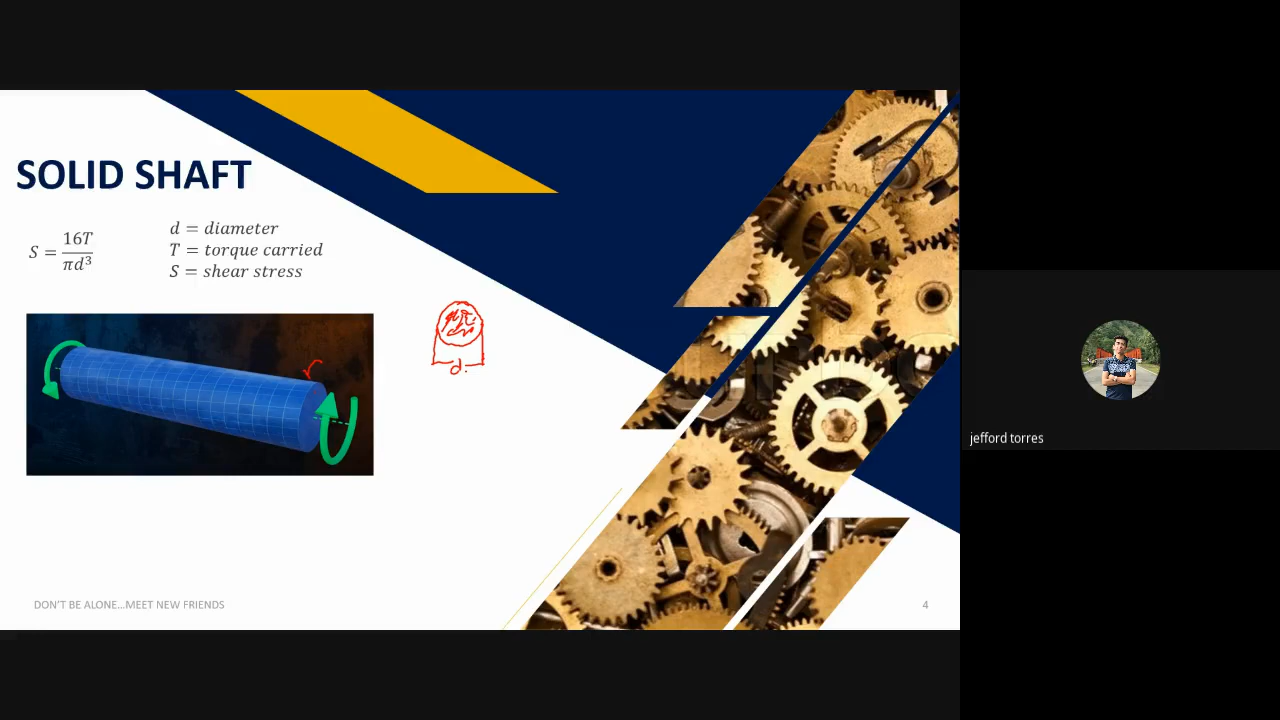 SOLID SHAFT
S = 16T / πd³
d = diameter
T = torque carried
S = shear stress
d.
DON'T BE ALONE...MEET NEW FRIENDS
4
jefford torres